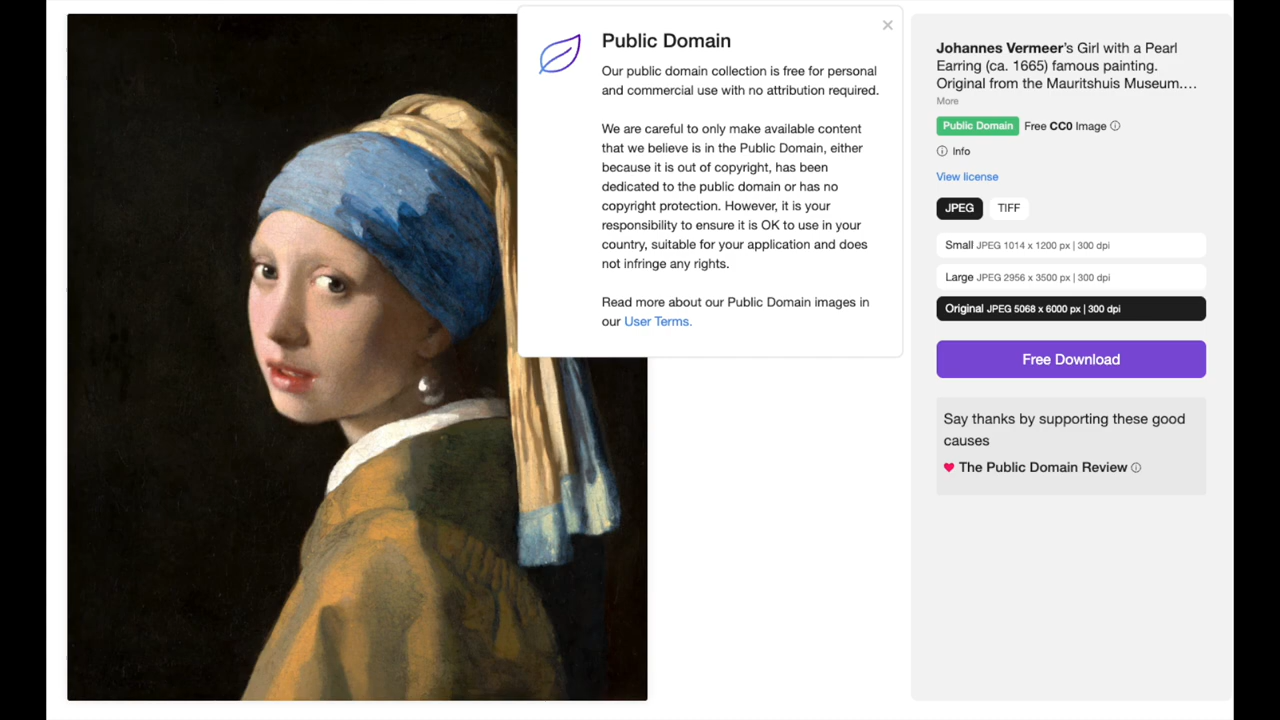 Public Domain
Our public domain collection is free for personal
and commercial use with no attribution required.
We are careful to only make available content
that we believe is in the Public Domain, either
because it is out of copyright, has been
dedicated to the public domain or has no
copyright protection. However, it is your
responsibility to ensure it is OK to use in your
country, suitable for your application and does
not infringe any rights.
Read more about our Public Domain images in
our User Terms.
Johannes Vermeer's Girl with a Pearl
Earring (ca. 1665) famous painting.
Original from the Mauritshuis Museum....
More
Public Domain Free CC0 Image
Info
View license
JPEG TIFF
Small JPEG 1014 x 1200 px | 300 dpi
Large JPEG 2956 x 3500 px | 300 dpi
Original JPEG 5068 x 6000 px | 300 dpi
Free Download
Say thanks by supporting these good
causes
The Public Domain Review